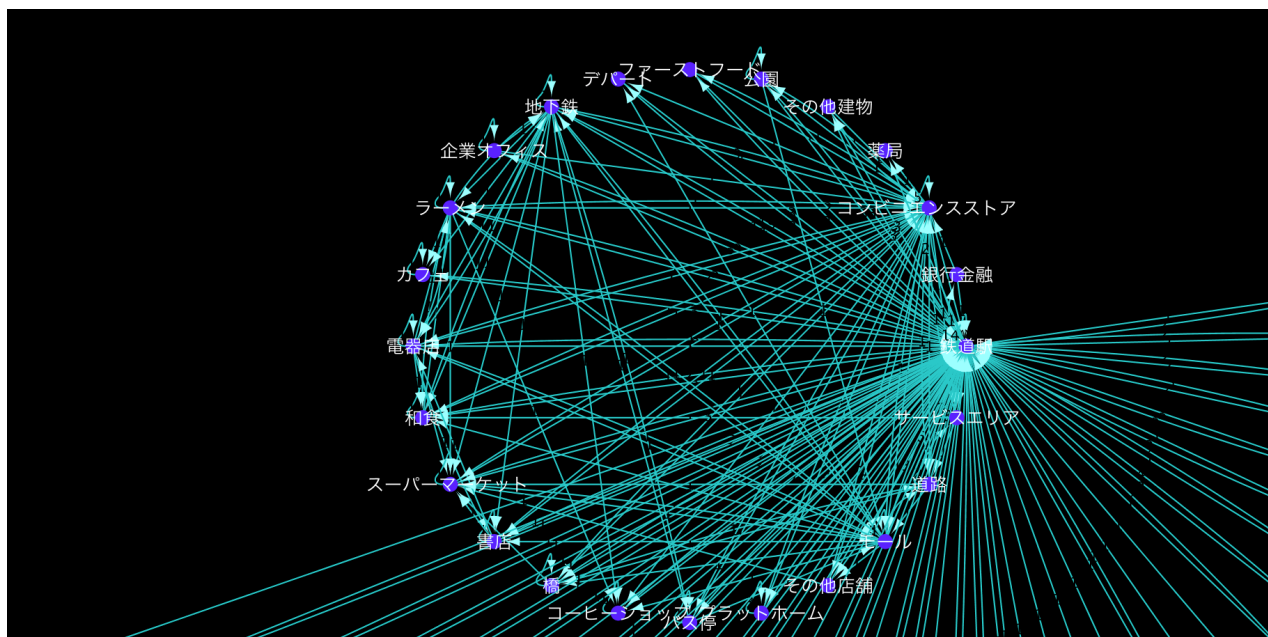 ファーストフード
デパート
公園
地下鉄
その他建物
企業オフィス
薬局
ラーメン
コンビニエンスストア
カフェ
銀行金融
電器店
鉄道駅
和食
サービスエリア
スーパーマーケット
道路
書店
モール
橋
その他店舗
コーヒーショップ
プラットホーム
バス停